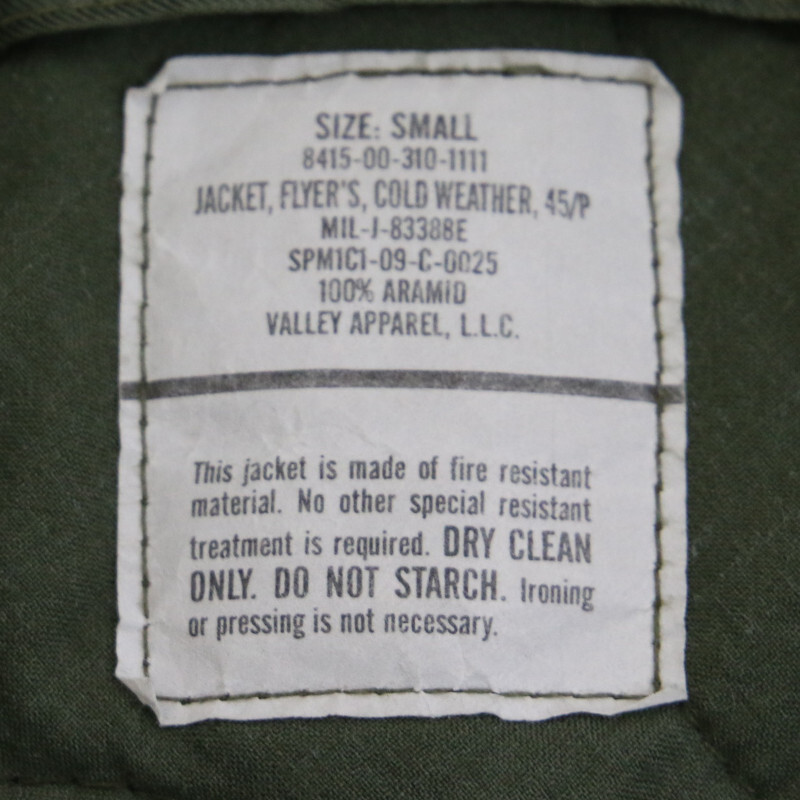 SIZE: SMALL
8415-00-310-1111
JACKET, FLYER'S, COLD WEATHER, 45/P
MIL-J-83388E
SPM1C1-09-C-0025
100% ARAMID
VALLEY APPAREL, L.L.C.
This jacket is made of fire resistant
material. No other special resistant
treatment is required. DRY CLEAN
ONLY. DO NOT STARCH. Ironing
or pressing is not necessary.